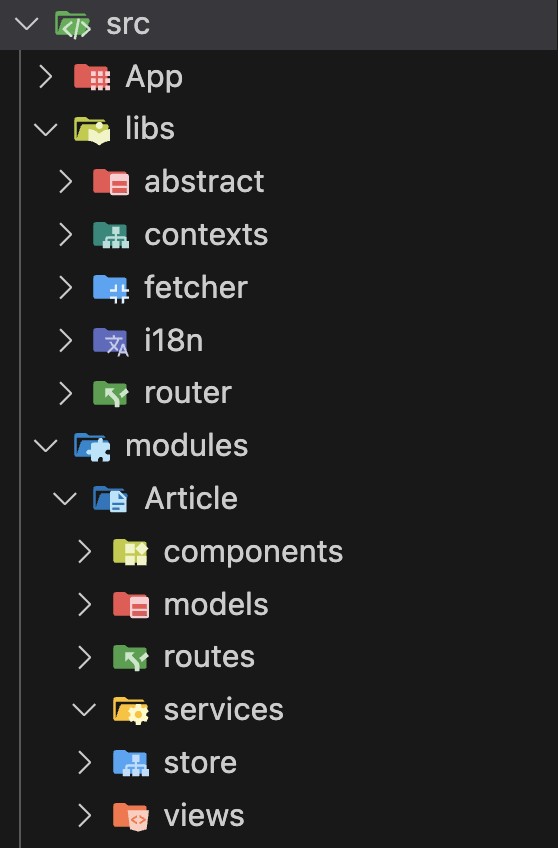 src
App
libs
abstract
contexts
fetcher
i18n
router
modules
Article
components
models
routes
services
store
views